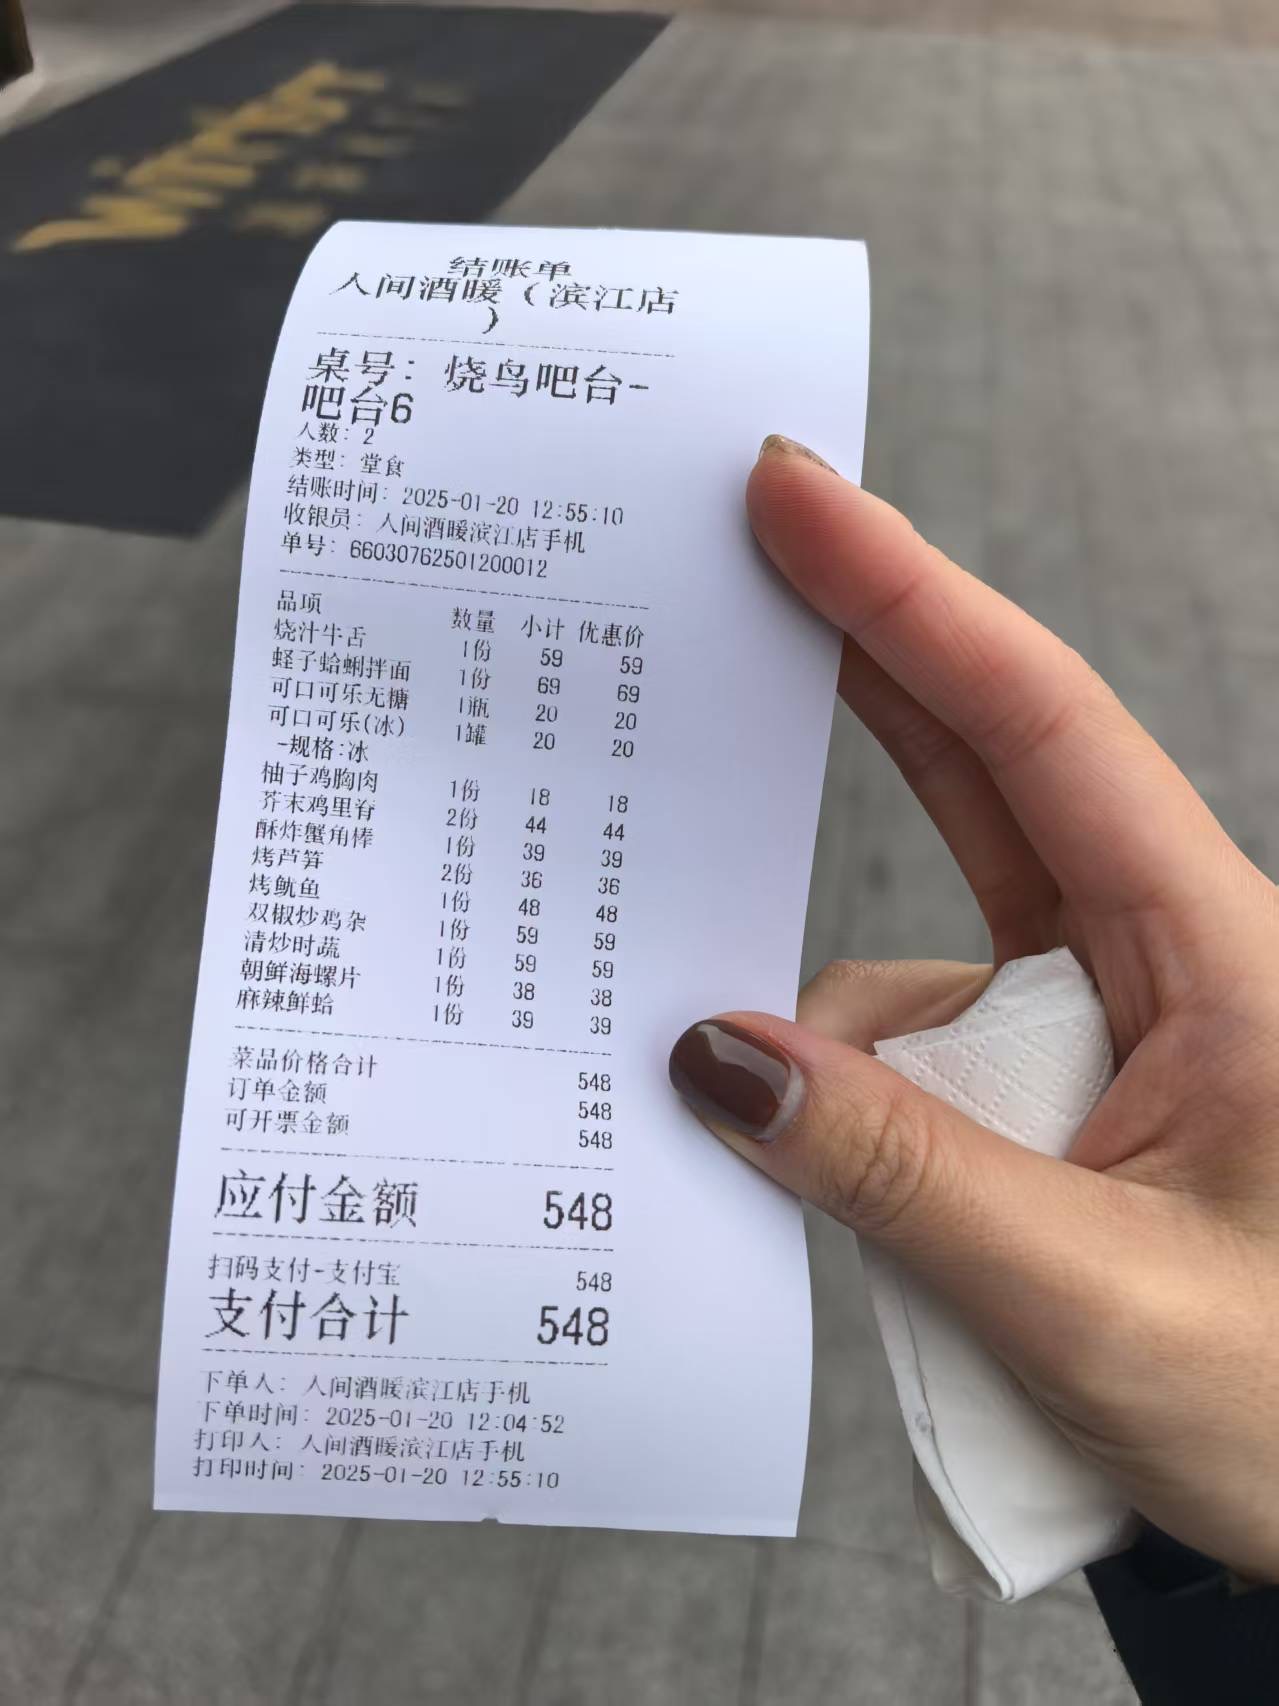 结账单
人间酒暖（滨江店
）
桌号：烧鸟吧台-
吧台6
人数：2
类型：堂食
结账时间：2025-01-20 12:55:10
收银员：人间酒暖滨江店手机
单号：66030762501200012
品项 数量 小计 优惠价
烧汁牛舌 1份 59 59
蛏子蛤蜊拌面 1份 69 69
可口可乐无糖 1瓶 20 20
可口可乐(冰) 1罐 20 20
-规格:冰
柚子鸡胸肉 1份 18 18
芥末鸡里脊 2份 44 44
酥炸蟹角棒 1份 39 39
烤芦笋 2份 36 36
烤鱿鱼 1份 48 48
双椒炒鸡杂 1份 59 59
清炒时蔬 1份 59 59
朝鲜海螺片 1份 38 38
麻辣鲜蛤 1份 39 39
菜品价格合计 548
订单金额 548
可开票金额 548
应付金额 548
扫码支付-支付宝 548
支付合计 548
下单人：人间酒暖滨江店手机
下单时间：2025-01-20 12:04:52
打印人：人间酒暖滨江店手机
打印时间：2025-01-20 12:55:10